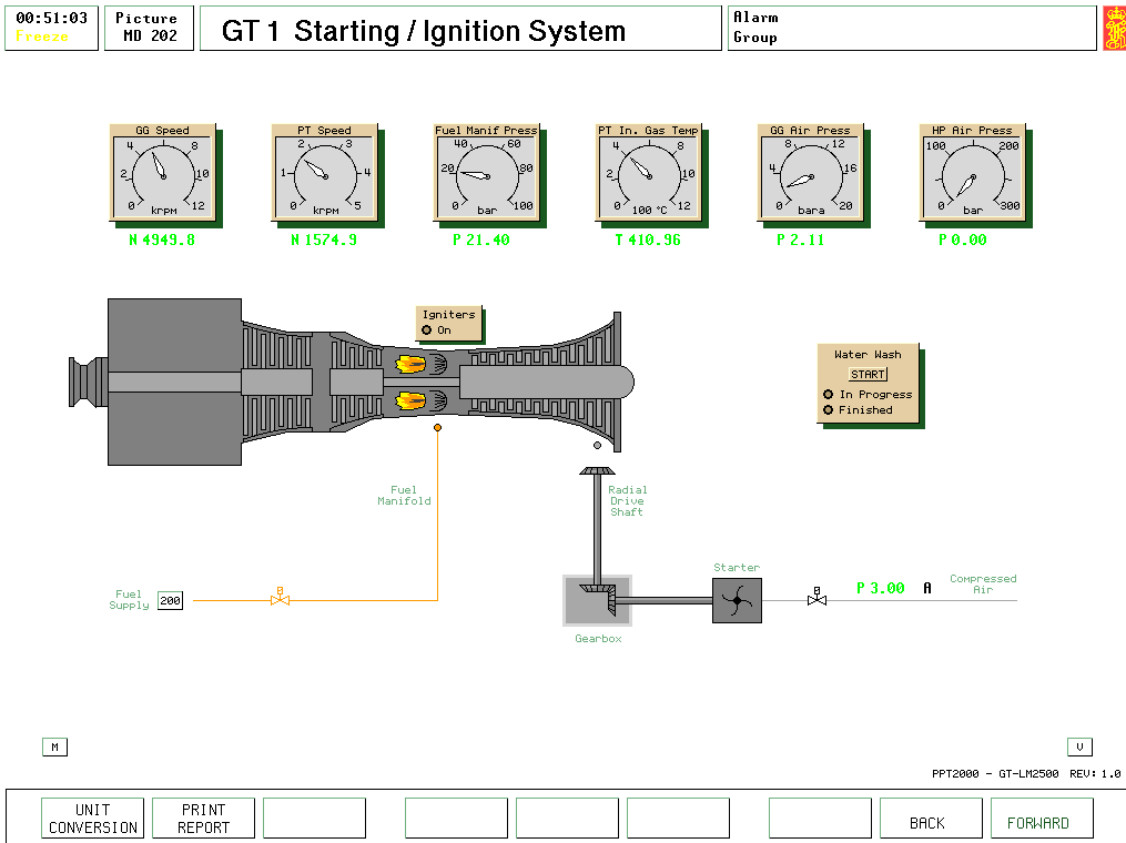 00:51:03
Freeze
Picture
MD 202
GT 1 Starting / Ignition System
Alarm
Group
GG Speed
0 2 4 8 10 12
krpm
N 4949.8
PT Speed
0 1 2 3 4 5
krpm
N 1574.9
Fuel Manif Press
0 20 40 60 80 100
bar
P 21.40
PT In. Gas Temp
0 2 4 8 10 12
100 °C
T 410.96
GG Air Press
0 4 8 12 16 20
bara
P 2.11
HP Air Press
0 100 200 300
bar
P 0.00
Igniters
On
Water Wash
START
In Progress
Finished
Fuel
Manifold
Radial
Drive
Shaft
Fuel
Supply
200
Gearbox
Starter
P 3.00 A
Compressed
Air
M
V
PPT2000 - GT-LM2500 REV: 1.0
UNIT
CONVERSION
PRINT
REPORT
BACK
FORWARD